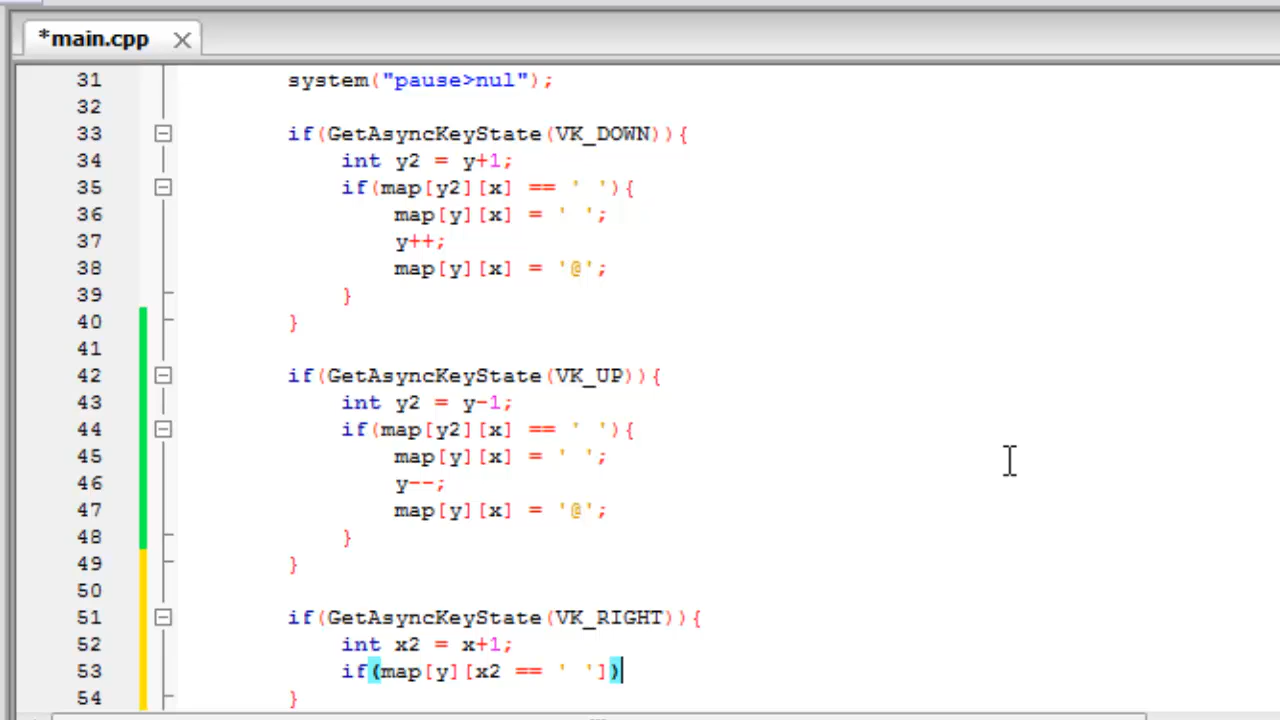 *main.cpp
31 system("pause>nul");
32
33 if(GetAsyncKeyState(VK_DOWN)){
34 int y2 = y+1;
35 if(map[y2][x] == ' '){
36 map[y][x] = ' ';
37 y++;
38 map[y][x] = '@';
39 }
40 }
41
42 if(GetAsyncKeyState(VK_UP)){
43 int y2 = y-1;
44 if(map[y2][x] == ' '){
45 map[y][x] = ' ';
46 y--;
47 map[y][x] = '@';
48 }
49 }
50
51 if(GetAsyncKeyState(VK_RIGHT)){
52 int x2 = x+1;
53 if(map[y][x2 == ' '])
54 }